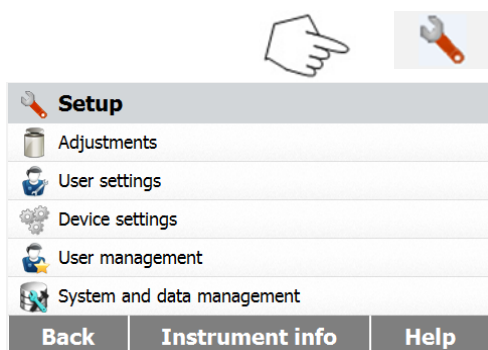 Setup
Adjustments
User settings
Device settings
User management
System and data management
Back Instrument info Help